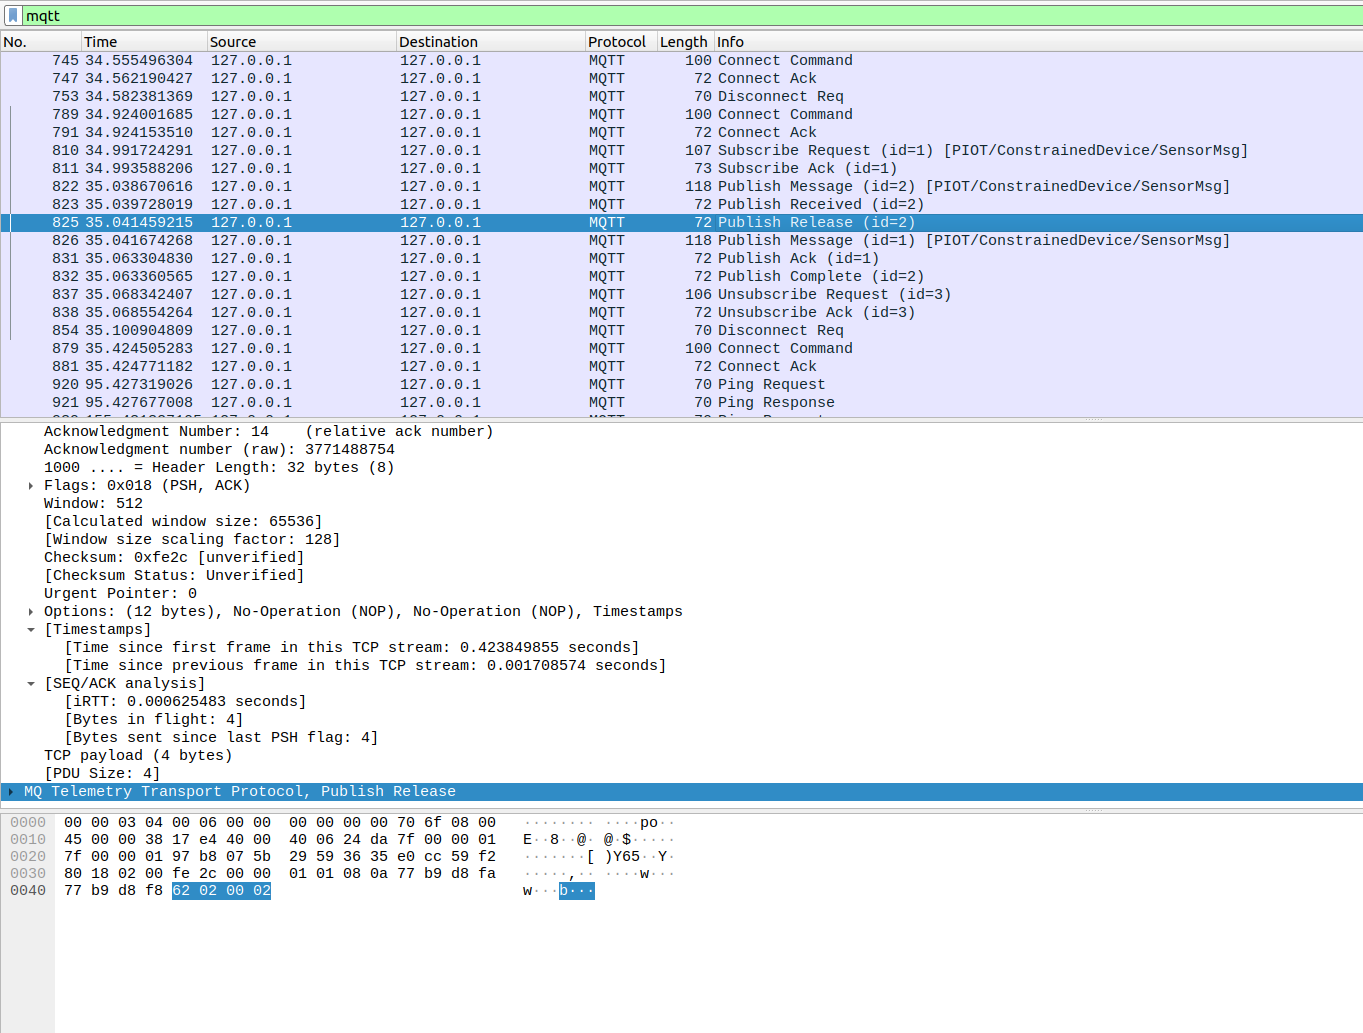 mqtt
No. Time Source Destination Protocol Length Info
745 34.555496304 127.0.0.1 127.0.0.1 MQTT 100 Connect Command
747 34.562190427 127.0.0.1 127.0.0.1 MQTT 72 Connect Ack
753 34.582381369 127.0.0.1 127.0.0.1 MQTT 70 Disconnect Req
789 34.924001685 127.0.0.1 127.0.0.1 MQTT 100 Connect Command
791 34.924153510 127.0.0.1 127.0.0.1 MQTT 72 Connect Ack
810 34.991724291 127.0.0.1 127.0.0.1 MQTT 107 Subscribe Request (id=1) [PIOT/ConstrainedDevice/SensorMsg]
811 34.993588206 127.0.0.1 127.0.0.1 MQTT 73 Subscribe Ack (id=1)
822 35.038670616 127.0.0.1 127.0.0.1 MQTT 118 Publish Message (id=2) [PIOT/ConstrainedDevice/SensorMsg]
823 35.039728019 127.0.0.1 127.0.0.1 MQTT 72 Publish Received (id=2)
825 35.041459215 127.0.0.1 127.0.0.1 MQTT 72 Publish Release (id=2)
826 35.041674268 127.0.0.1 127.0.0.1 MQTT 118 Publish Message (id=1) [PIOT/ConstrainedDevice/SensorMsg]
831 35.063304830 127.0.0.1 127.0.0.1 MQTT 72 Publish Ack (id=1)
832 35.063360565 127.0.0.1 127.0.0.1 MQTT 72 Publish Complete (id=2)
837 35.068342407 127.0.0.1 127.0.0.1 MQTT 106 Unsubscribe Request (id=3)
838 35.068554264 127.0.0.1 127.0.0.1 MQTT 72 Unsubscribe Ack (id=3)
854 35.100904809 127.0.0.1 127.0.0.1 MQTT 70 Disconnect Req
879 35.424505283 127.0.0.1 127.0.0.1 MQTT 100 Connect Command
881 35.424771182 127.0.0.1 127.0.0.1 MQTT 72 Connect Ack
920 95.427319026 127.0.0.1 127.0.0.1 MQTT 70 Ping Request
921 95.427677008 127.0.0.1 127.0.0.1 MQTT 70 Ping Response
Acknowledgment Number: 14 (relative ack number)
Acknowledgment number (raw): 3771488754
1000 .... = Header Length: 32 bytes (8)
Flags: 0x018 (PSH, ACK)
Window: 512
[Calculated window size: 65536]
[Window size scaling factor: 128]
Checksum: 0xfe2c [unverified]
[Checksum Status: Unverified]
Urgent Pointer: 0
Options: (12 bytes), No-Operation (NOP), No-Operation (NOP), Timestamps
[Timestamps]
[Time since first frame in this TCP stream: 0.423849855 seconds]
[Time since previous frame in this TCP stream: 0.001708574 seconds]
[SEQ/ACK analysis]
[iRTT: 0.000625483 seconds]
[Bytes in flight: 4]
[Bytes sent since last PSH flag: 4]
TCP payload (4 bytes)
[PDU Size: 4]
MQ Telemetry Transport Protocol, Publish Release
0000 00 00 03 04 00 06 00 00 00 00 00 00 70 6f 08 00 ········ ····po··
0010 45 00 00 38 17 e4 40 00 40 06 24 da 7f 00 00 01 E··8··@· @·$·····
0020 7f 00 00 01 97 b8 07 5b 29 59 36 35 e0 cc 59 f2 ·······[ )Y65··Y·
0030 80 18 02 00 fe 2c 00 00 01 01 08 0a 77 b9 d8 fa ·····,·· ····w···
0040 77 b9 d8 f8 62 02 00 02 w···b···